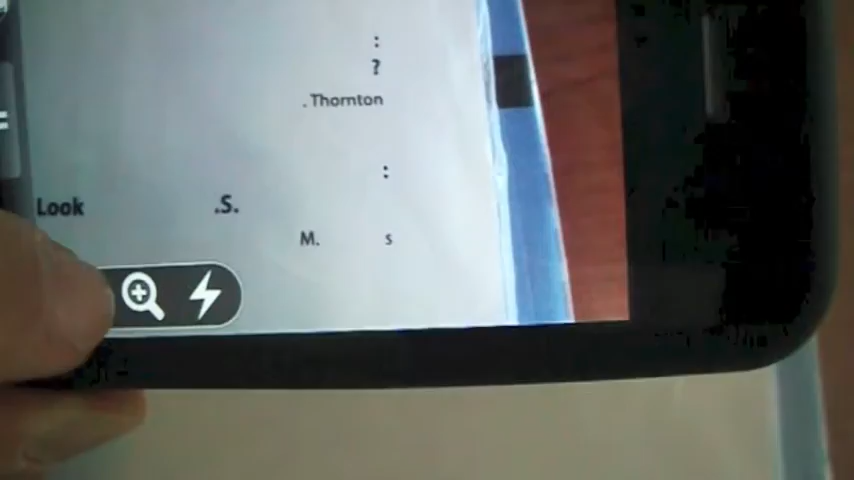 :
?
. Thornton
:
Look .S.
M. s